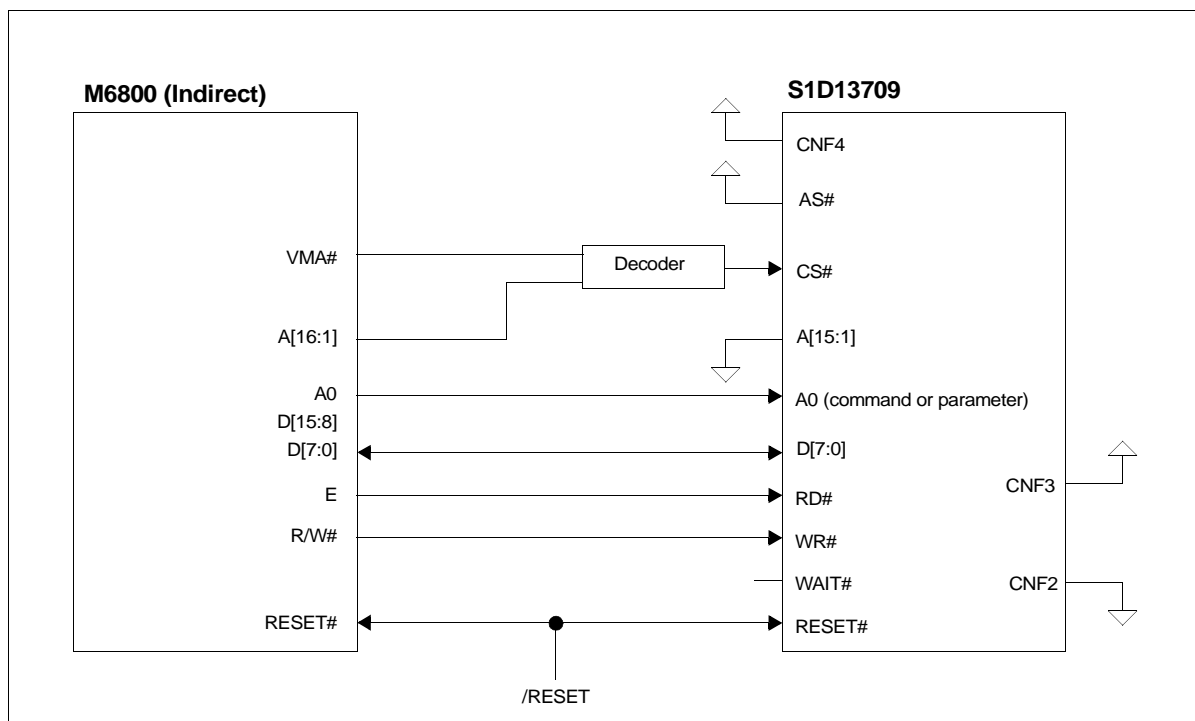 M6800 (Indirect)
VMA#
A[16:1]
A0
D[15:8]
D[7:0]
E
R/W#
RESET#
Decoder
/RESET
S1D13709
CNF4
AS#
CS#
A[15:1]
A0 (command or parameter)
D[7:0]
RD#
WR#
WAIT#
RESET#
CNF3
CNF2